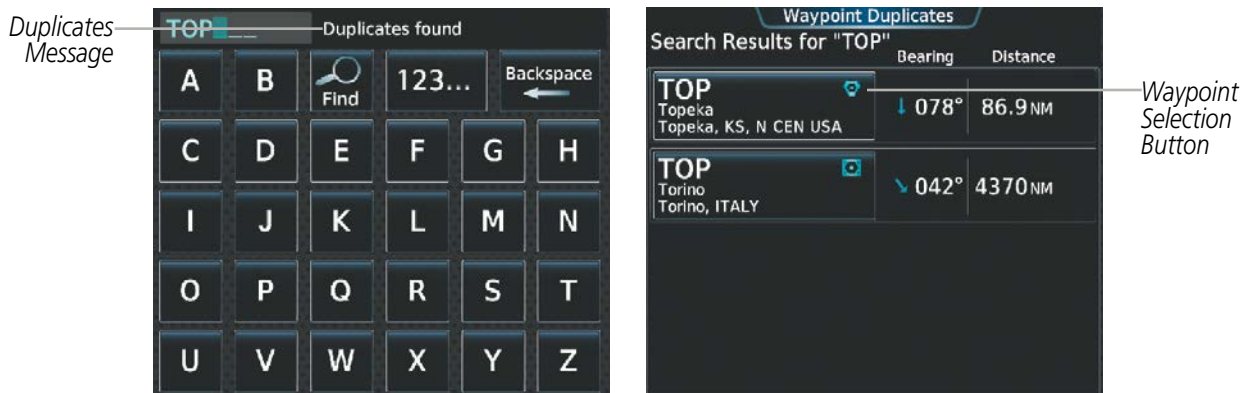 Duplicates
Message
TOP__ Duplicates found
A B Find 123... Backspace
C D E F G H
I J K L M N
O P Q R S T
U V W X Y Z
Waypoint Duplicates
Search Results for "TOP"
Bearing Distance
TOP
Topeka
Topeka, KS, N CEN USA
078° 86.9NM
TOP
Torino
Torino, ITALY
042° 4370NM
Waypoint
Selection
Button